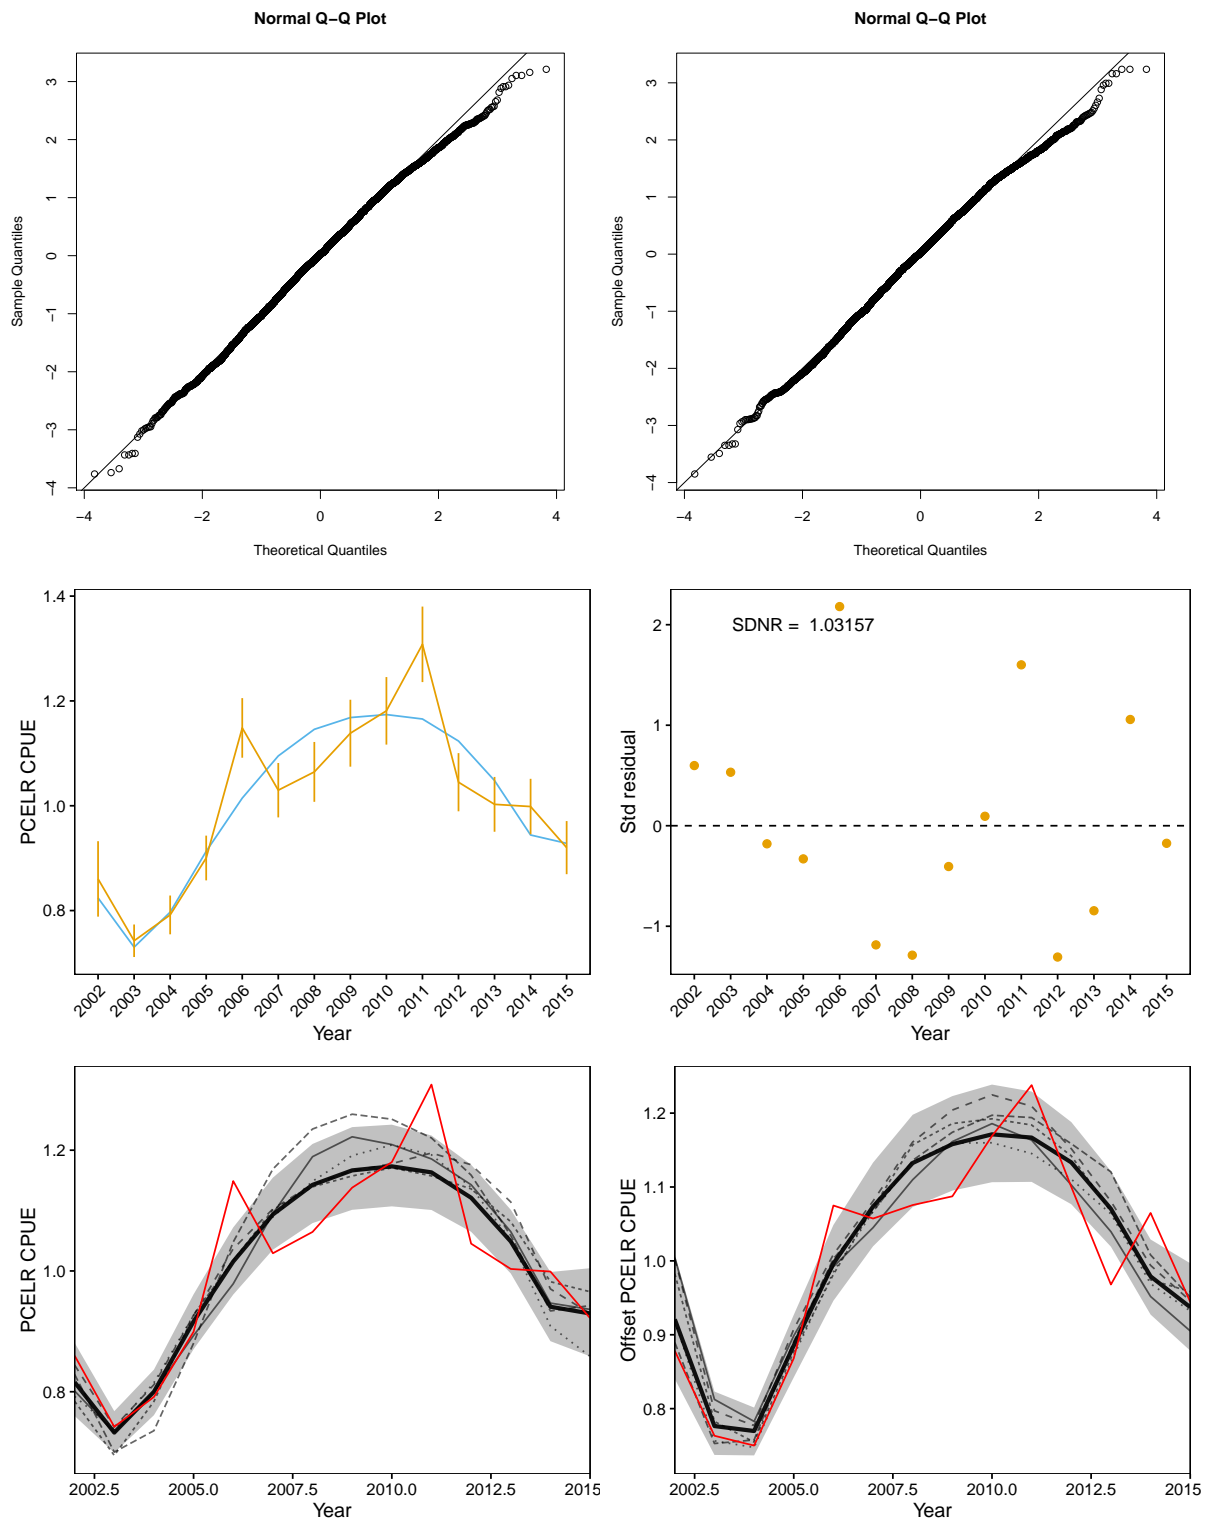 Normal Q−Q Plot
Normal Q−Q Plot
3
2
1
0
−1
−2
−3
−4
Sample Quantiles
−4 −2 0 2 4
Theoretical Quantiles
3
2
1
0
−1
−2
−3
−4
Sample Quantiles
−4 −2 0 2 4
Theoretical Quantiles
1.4
1.2
1.0
0.8
PCELR CPUE
2002 2003 2004 2005 2006 2007 2008 2009 2010 2011 2012 2013 2014 2015
Year
SDNR = 1.03157
2
1
0
−1
Std residual
2002 2003 2004 2005 2006 2007 2008 2009 2010 2011 2012 2013 2014 2015
Year
1.2
1.0
0.8
PCELR CPUE
2002.5 2005.0 2007.5 2010.0 2012.5 2015
Year
1.2
1.1
1.0
0.9
0.8
Offset PCELR CPUE
2002.5 2005.0 2007.5 2010.0 2012.5 2015
Year